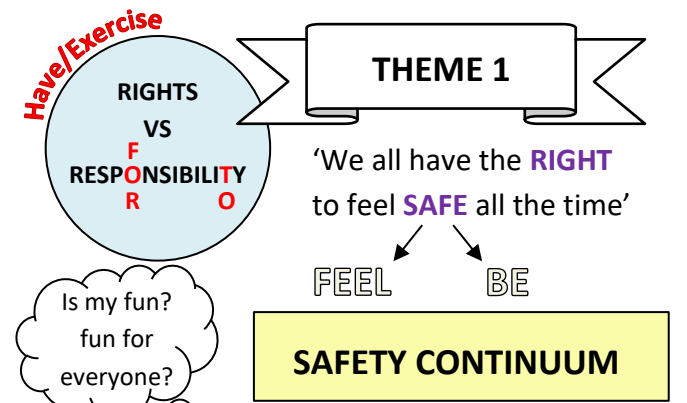 Have/Exercise
RIGHTS
VS
F
RESPONSIBILITY
R O
THEME 1
‘We all have the RIGHT
to feel SAFE all the time’
FEEL BE
Is my fun?
fun for
everyone?
SAFETY CONTINUUM